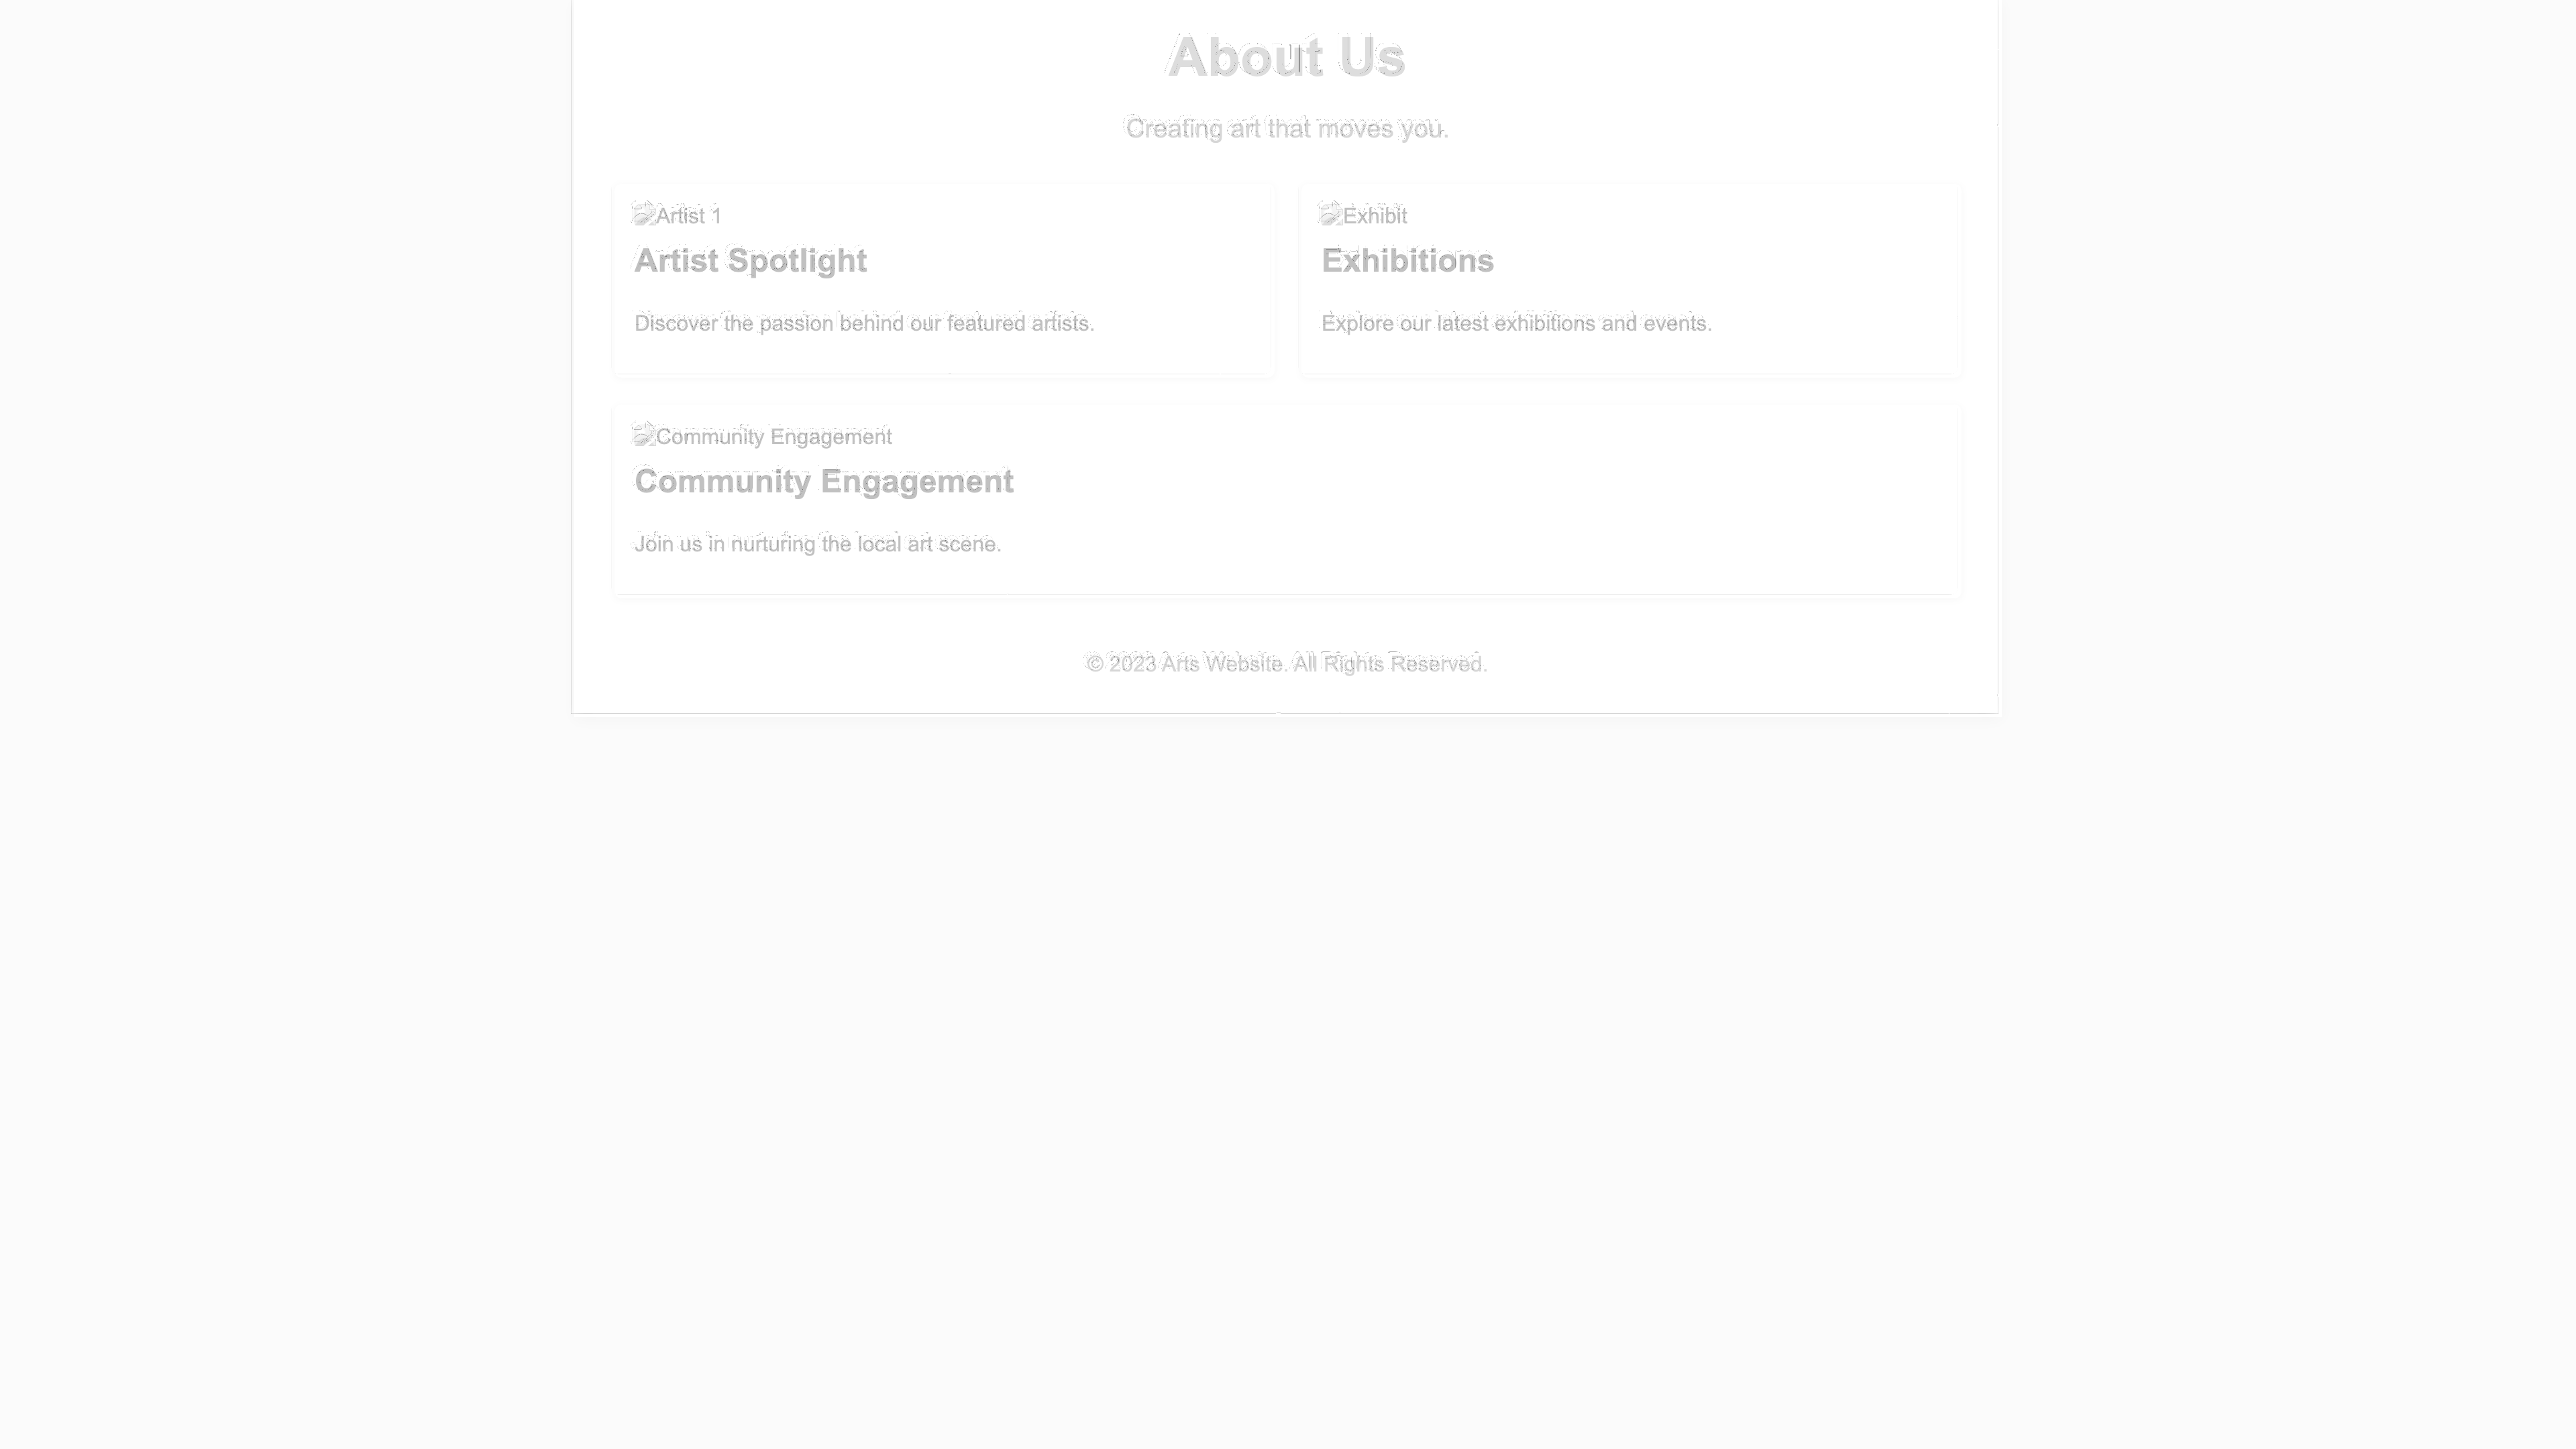 About Us
Creating art that moves you.
Artist 1
Artist Spotlight
Discover the passion behind our featured artists.
Exhibit
Exhibitions
Explore our latest exhibitions and events.
Community Engagement
Community Engagement
Join us in nurturing the local art scene.
© 2023 Arts Website. All Rights Reserved.